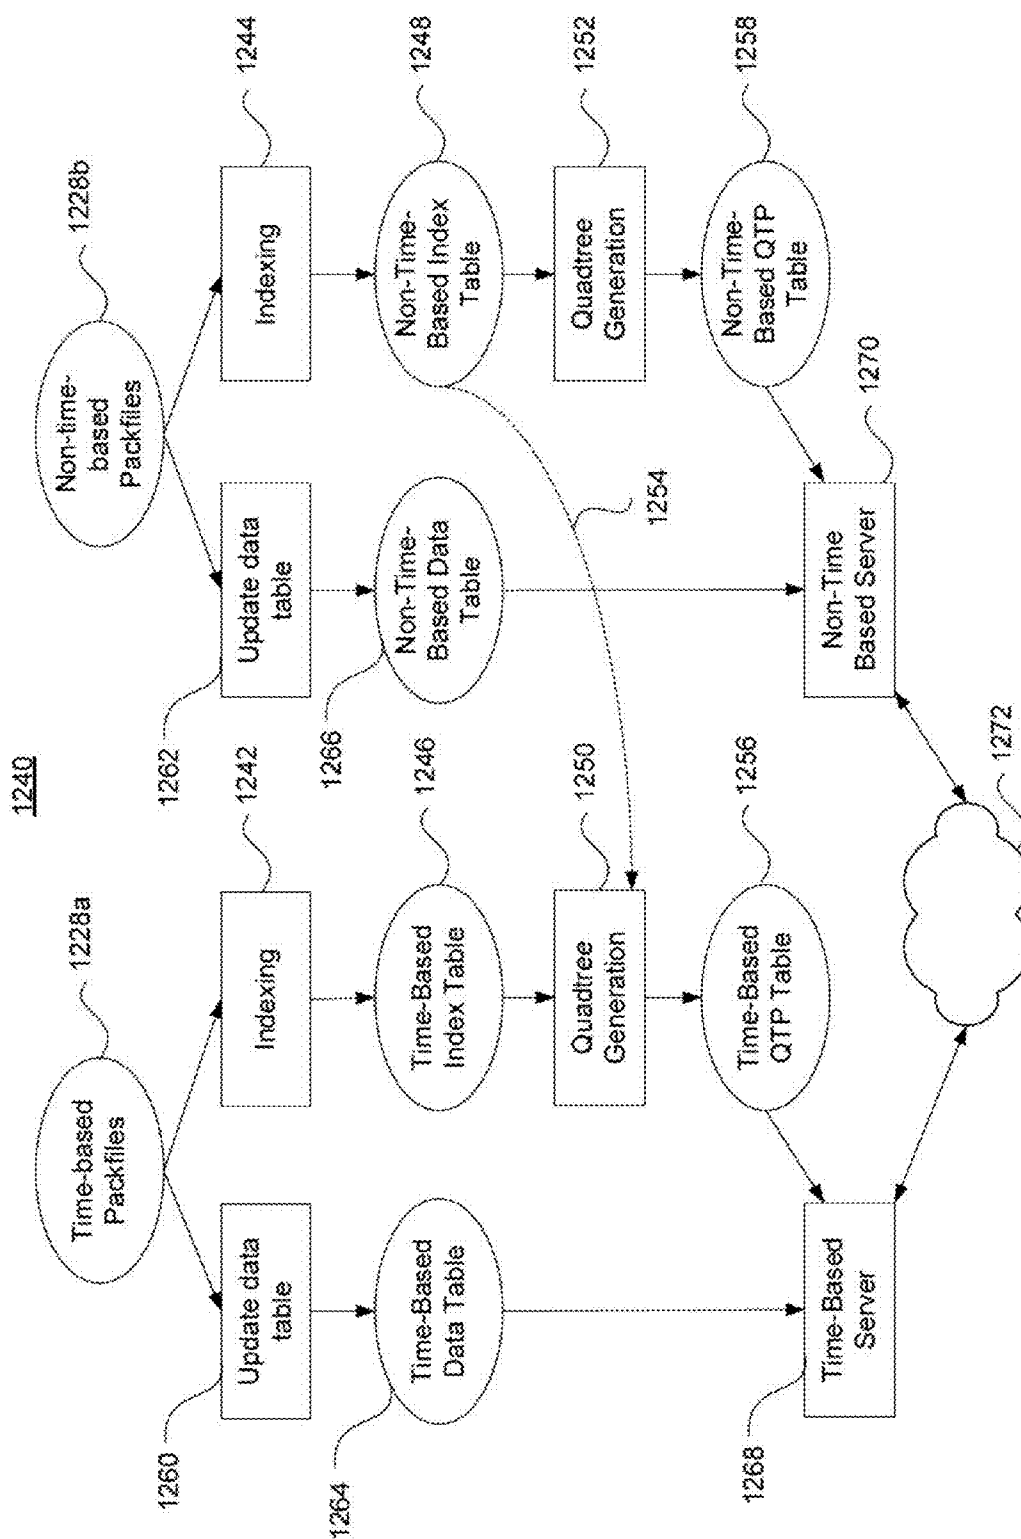 1240
Time-based
Packfiles
1228a
Non-time-
based
Packfiles
1228b
1260
Update data
table
Indexing
1242
1262
Update data
table
Indexing
1244
1264
Time-Based
Data Table
Time-Based
Index Table
1246
1266
Non-Time-
Based Data
Table
Non-Time-
Based Index
Table
1248
Quadtree
Generation
1250
1254
Quadtree
Generation
1252
Time-Based
QTP Table
1256
Non-Time-
Based QTP
Table
1258
1268
Time-Based
Server
Non-Time
Based Server
1270
1272